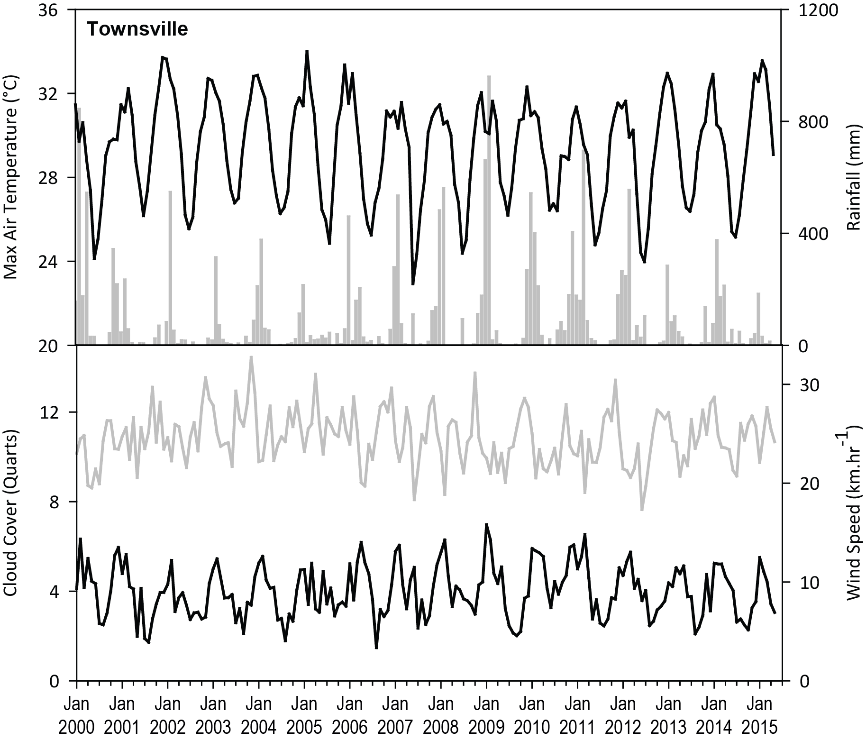 Townsville
36
32
28
24
20
Max Air Temperature (°C)
1200
800
400
0
Rainfall (mm)
12
8
4
0
Cloud Cover (Quarts)
30
20
10
0
Wind Speed (km.hr-1)
Jan Jan Jan Jan Jan Jan Jan Jan Jan Jan Jan Jan Jan Jan Jan Jan
2000 2001 2002 2003 2004 2005 2006 2007 2008 2009 2010 2011 2012 2013 2014 2015